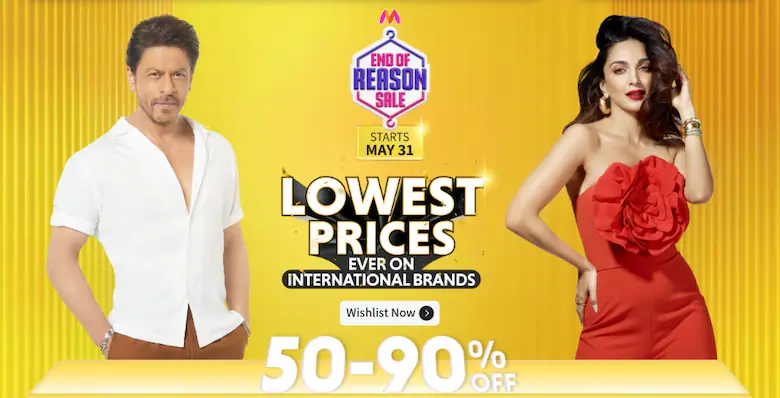 END OF
REASON
SALE
STARTS
MAY 31
LOWEST
PRICES
EVER ON
INTERNATIONAL BRANDS
Wishlist Now
50-90%
OFF